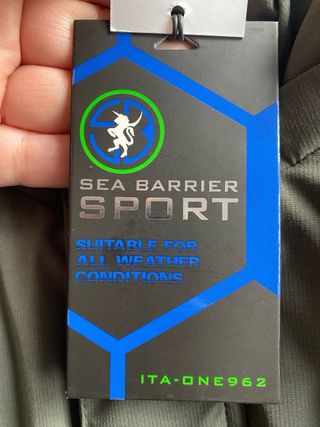 SEA BARRIER
SPORT
SUITABLE FOR
ALL WEATHER
CONDITIONS
ITA-ONE962